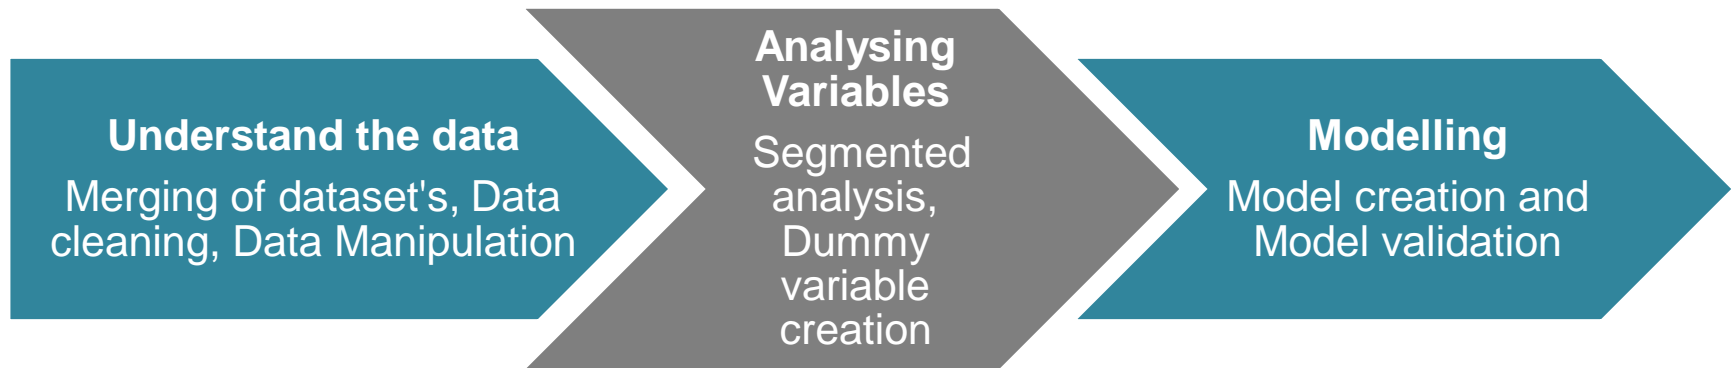 Understand the data
Merging of dataset's, Data
cleaning, Data Manipulation
Analysing
Variables
Segmented
analysis,
Dummy
variable
creation
Modelling
Model creation and
Model validation